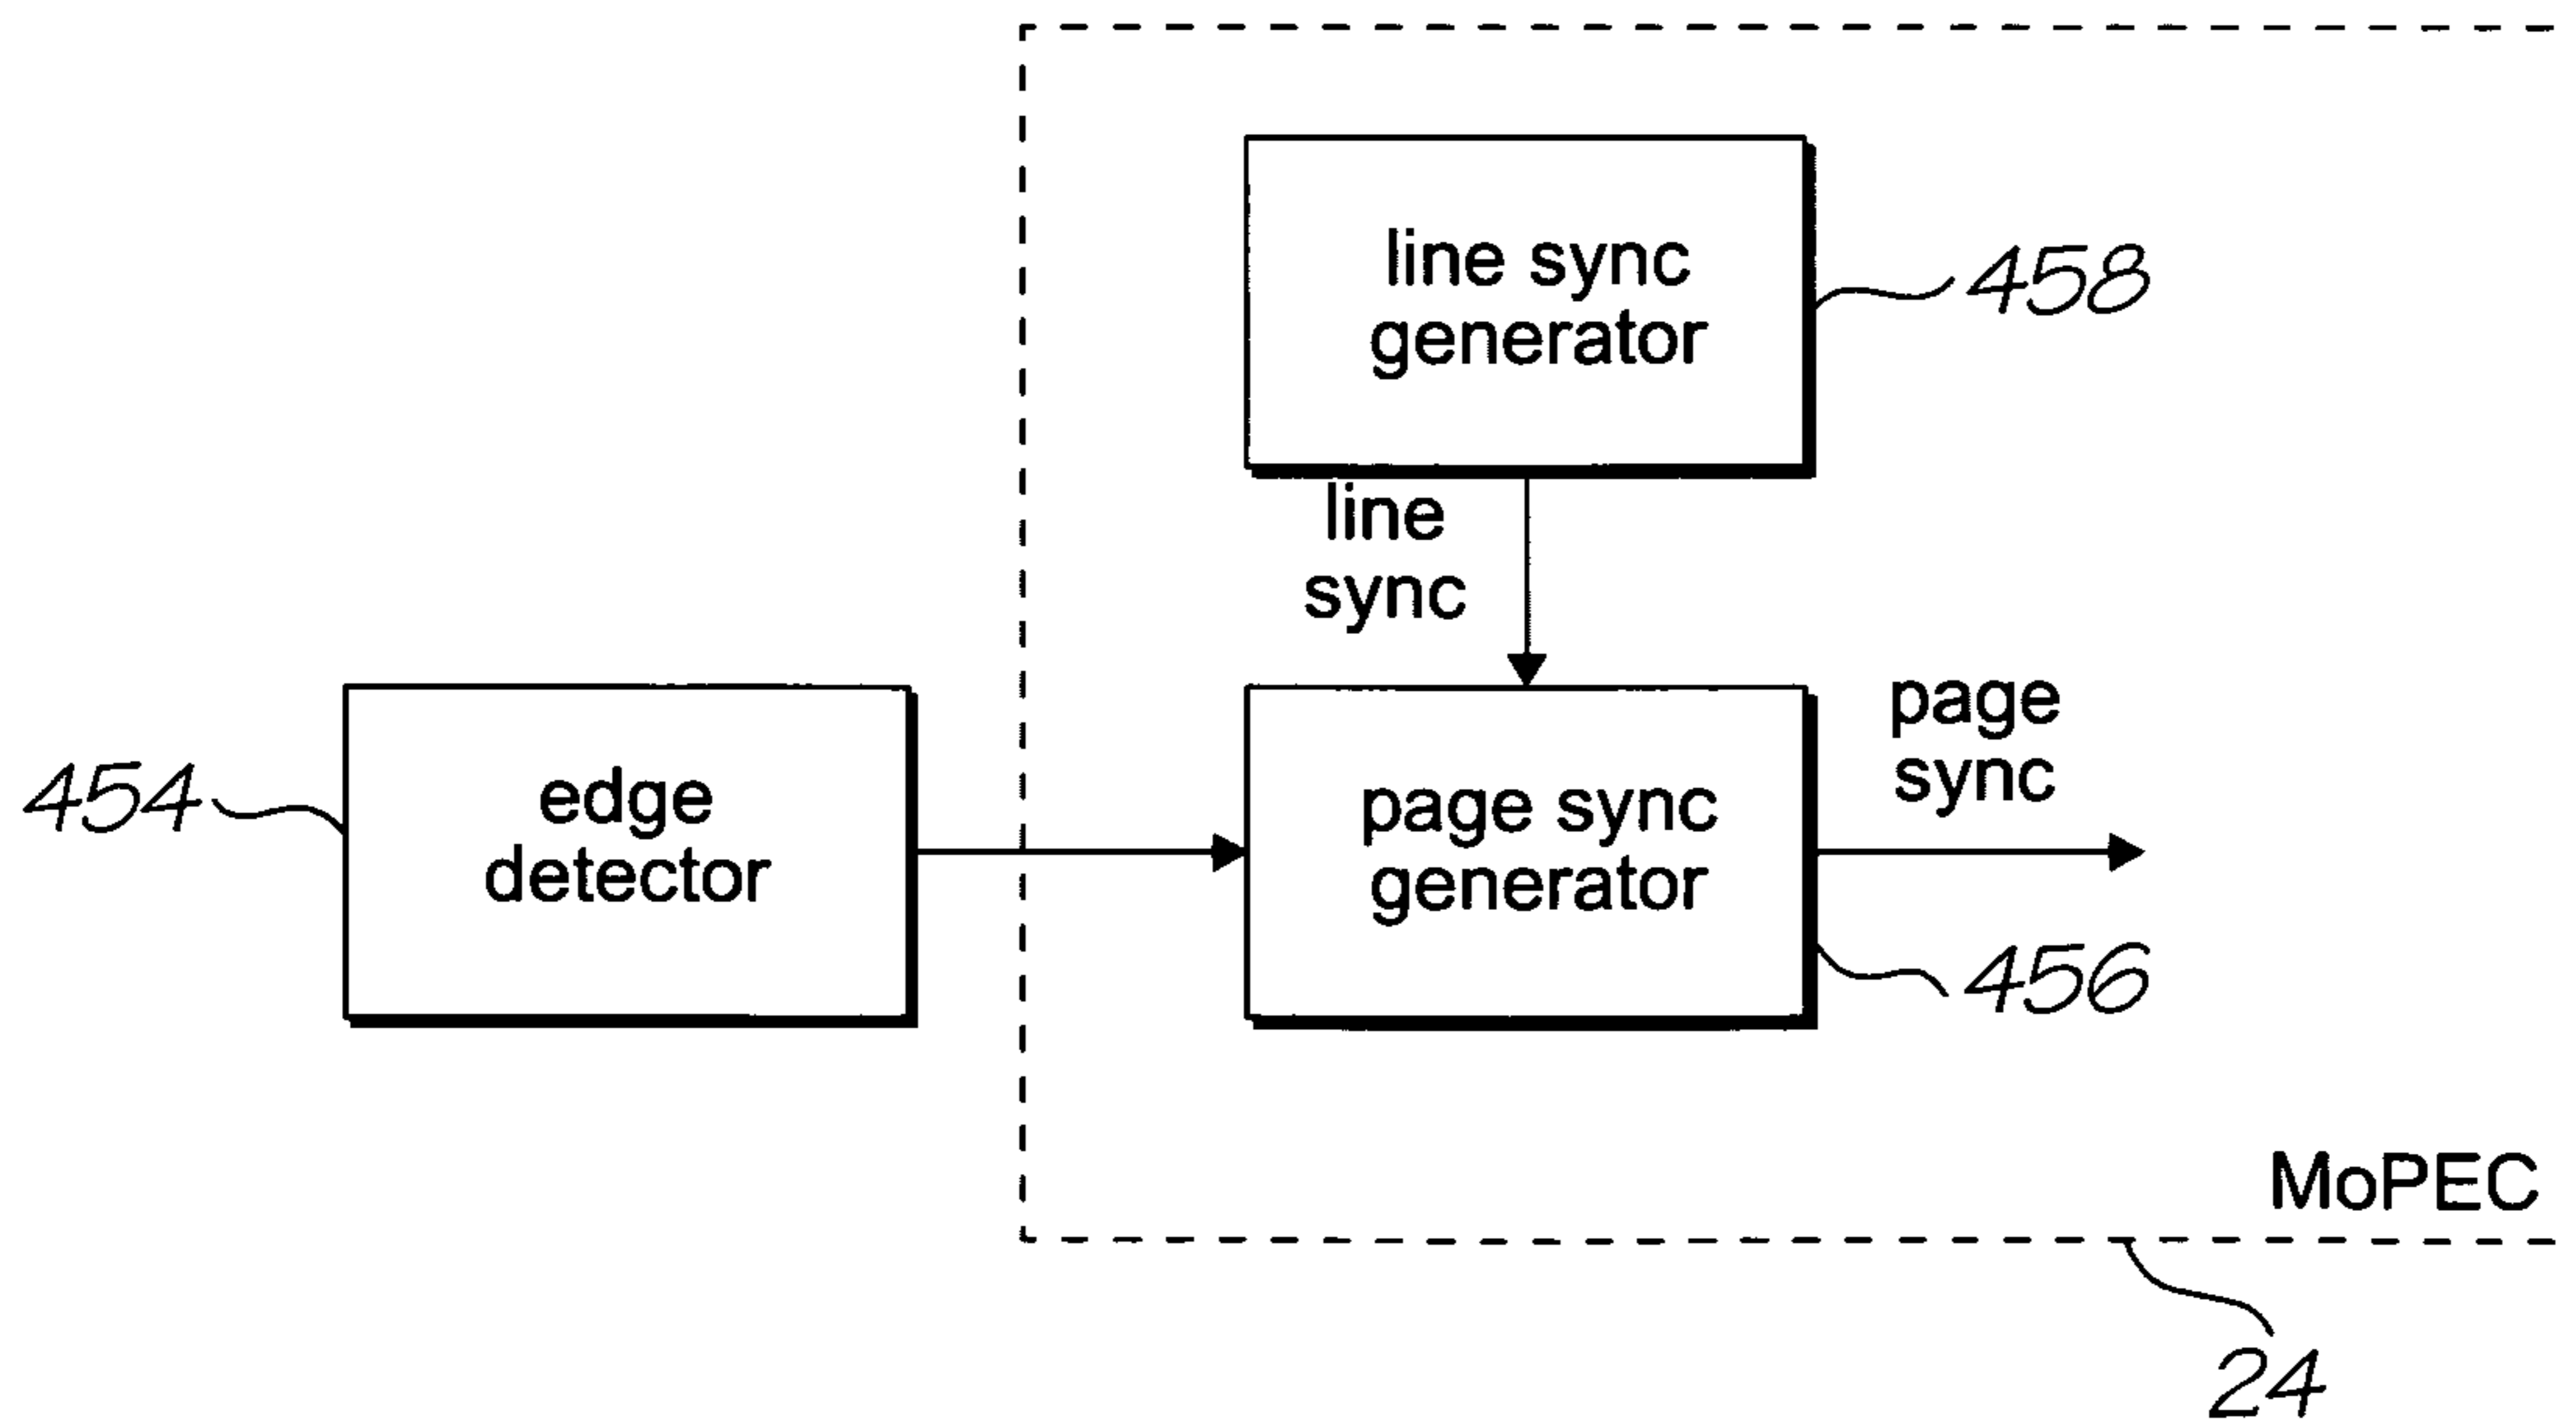 line sync
generator
458
line
sync
454
edge
detector
page sync
generator
page
sync
456
MoPEC
24